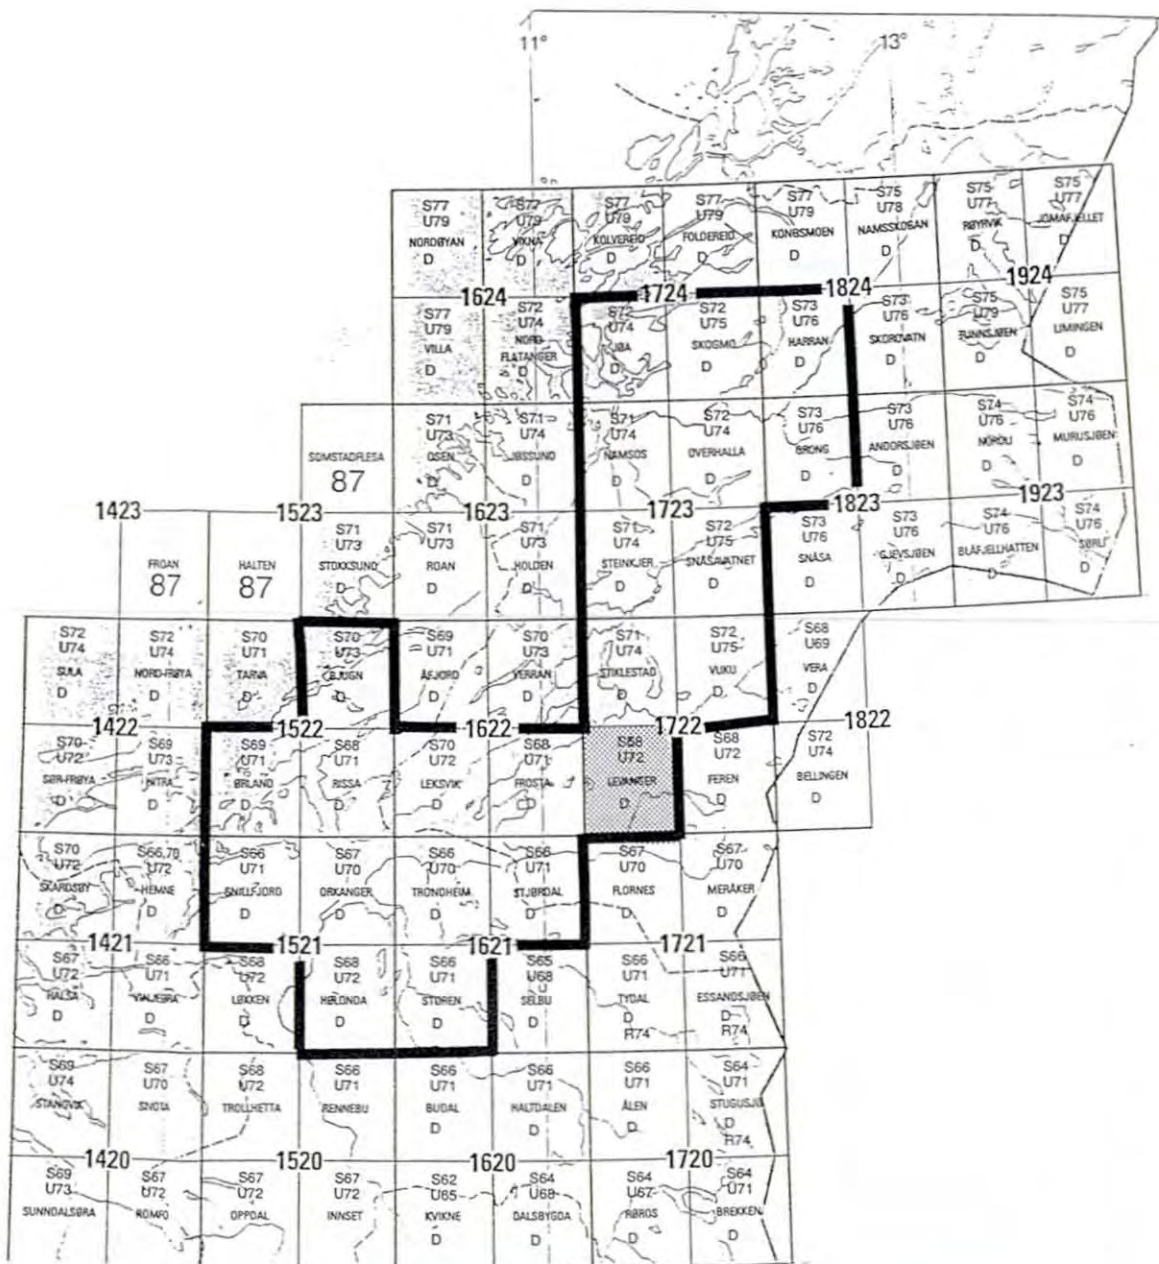 11°
13°
S77
U79
NORDØYAN
D
S77
U79
VIKNA
D
S77
U79
KOLVEREID
D
S77
U79
FOLDEREID
D
S77
U79
KONGSMOEN
D
S75
U78
NAMSSKOGAN
D
S75
U77
RØYRVIK
D
S75
U77
JOMAFJELLET
D
1624
1724
1824
1924
S77
U79
VILLA
D
S72
U74
NORD-
FLATANGER
D
S72
U74
JØA
D
S72
U75
SKOGMO
D
S73
U76
HARRAN
D
S73
U76
SKOROVATN
D
S75
U79
TUNNSJØEN
D
S75
U77
LIMINGEN
D
SOMSTADFLESA
87
S71
U73
OSEN
D
S71
U74
JØSSUND
D
S71
U74
NAMSOS
D
S72
U74
OVERHALLA
D
S73
U76
GRONG
D
S73
U76
ANDORSJØEN
D
S74
U76
NORDLI
D
S74
U76
MURUSJØEN
D
1423
1523
1623
1723
1823
1923
FROAN
87
HALTEN
87
S71
U73
STOKKSUND
D
S71
U73
ROAN
D
S71
U73
HOLDEN
D
S71
U74
STEINKJER
D
S72
U75
SNÅSAVATNET
D
S73
U76
SNÅSA
D
S73
U76
GJEVSJØEN
D
S74
U76
BLÅFJELLHATTEN
D
S74
U76
SØRLI
D
S72
U74
SULA
D
S72
U74
NORD-FRØYA
D
S70
U71
TARVA
D
S70
U73
BJUGN
D
S69
U71
ÅFJORD
D
S70
U73
VERRAN
D
S71
U74
STIKLESTAD
D
S72
U75
VUKU
D
S68
U69
VERA
D
1422
1522
1622
1722
1822
S70
U72
SØR-FRØYA
D
S69
U73
HITRA
D
S69
U71
ØRLAND
D
S68
U71
RISSA
D
S70
U72
LEKSVIK
D
S68
U71
FROSTA
D
S68
U72
LEVANGER
D
S68
U72
FEREN
D
S72
U74
BELLINGEN
D
S70
U72
SKARDSØY
D
S66,70
U72
HEMNE
D
S66
U71
SNILLFJORD
D
S67
U70
ORKANGER
D
S66
U70
TRONDHEIM
D
S66
U71
STJØRDAL
D
S67
U70
FLORNES
D
S67
U70
MERÅKER
D
1421
1521
1621
1721
S67
U72
HALSA
D
S66
U71
VINJEØRA
D
S68
U72
LØKKEN
D
S68
U72
HØLONDA
D
S66
U71
STØREN
D
S65
U68
SELBU
D
S66
U71
TYDAL
D
R74
S66
U71
ESSANDSJØEN
D
R74
S69
U74
STANGVIK
S67
U70
SNOTA
S68
U72
TROLLHETTA
S66
U71
RENNEBU
S66
U71
BUDAL
D
S66
U71
HALTDALEN
D
S66
U71
ÅLEN
D
S64
U71
STUGUSJØ
D
R74
1420
1520
1620
1720
S69
U73
SUNNDALSØRA
S67
U72
ROMFO
S67
U72
OPPDAL
S67
U72
INNSET
S62
U65
KVIKNE
D
S64
U68
DALSBYGDA
D
S64
U67
RØROS
D
S64
U71
BREKKEN
D